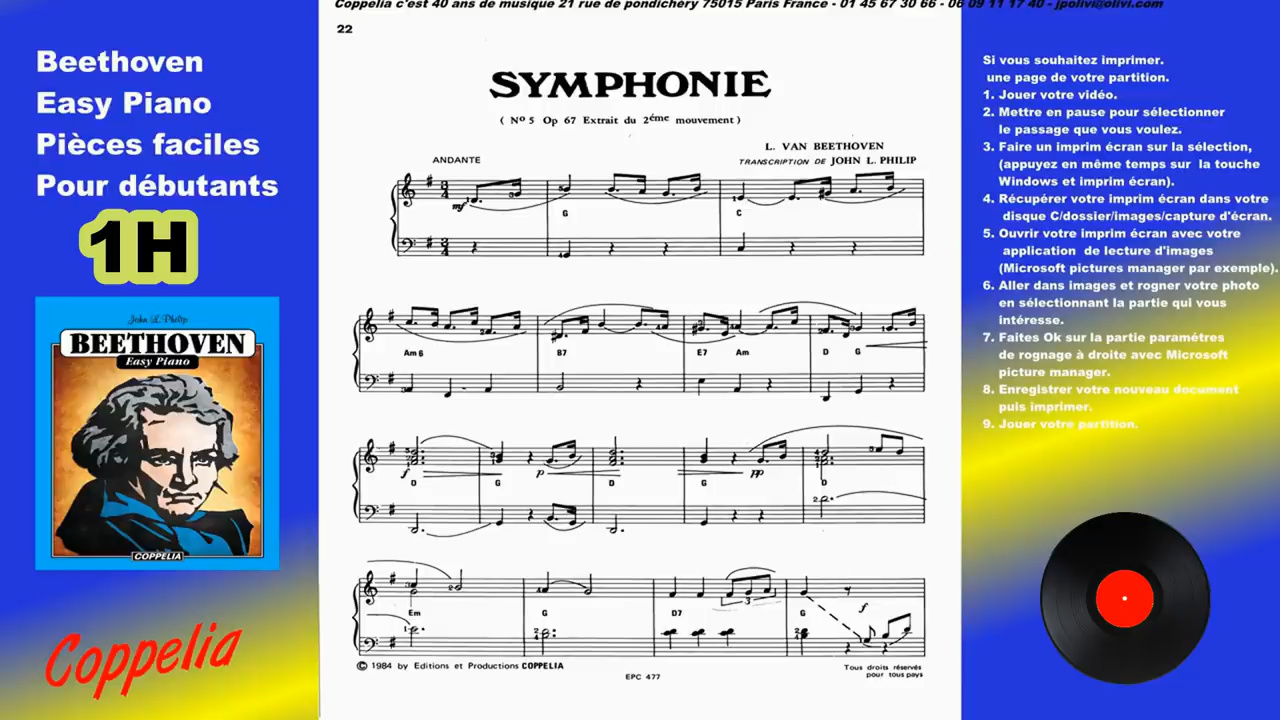 Coppelia c'est 40 ans de musique 21 rue de pondichéry 75015 Paris France - 01 45 67 30 66 - 06 09 11 17 40 - jpolivi@olivi.com
Beethoven
Easy Piano
Pièces faciles
Pour débutants
1H
John L. Philip
BEETHOVEN
Easy Piano
COPPELIA
Coppelia
22
SYMPHONIE
( Nº 5 Op 67 Extrait du 2éme mouvement )
L. VAN BEETHOVEN
ANDANTE
TRANSCRIPTION DE JOHN L. PHILIP
mf
G C
Am6 B7 E7 Am D G
f p pp
D G D G D
Em G D7 3 G f
© 1984 by Editions et Productions COPPELIA
Tous droits réservés
pour tous pays
EPC 477
Si vous souhaitez imprimer.
une page de votre partition.
1. Jouer votre vidéo.
2. Mettre en pause pour sélectionner
le passage que vous voulez.
3. Faire un imprim écran sur la sélection,
(appuyez en même temps sur la touche
Windows et imprim écran).
4. Récupérer votre imprim écran dans votre
disque C/dossier/images/capture d'écran.
5. Ouvrir votre imprim écran avec votre
application de lecture d'images
(Microsoft pictures manager par exemple).
6. Aller dans images et rogner votre photo
en sélectionnant la partie qui vous
intéresse.
7. Faites Ok sur la partie paramètres
de rognage à droite avec Microsoft
picture manager.
8. Enregistrer votre nouveau document
puis imprimer.
9. Jouer votre partition.